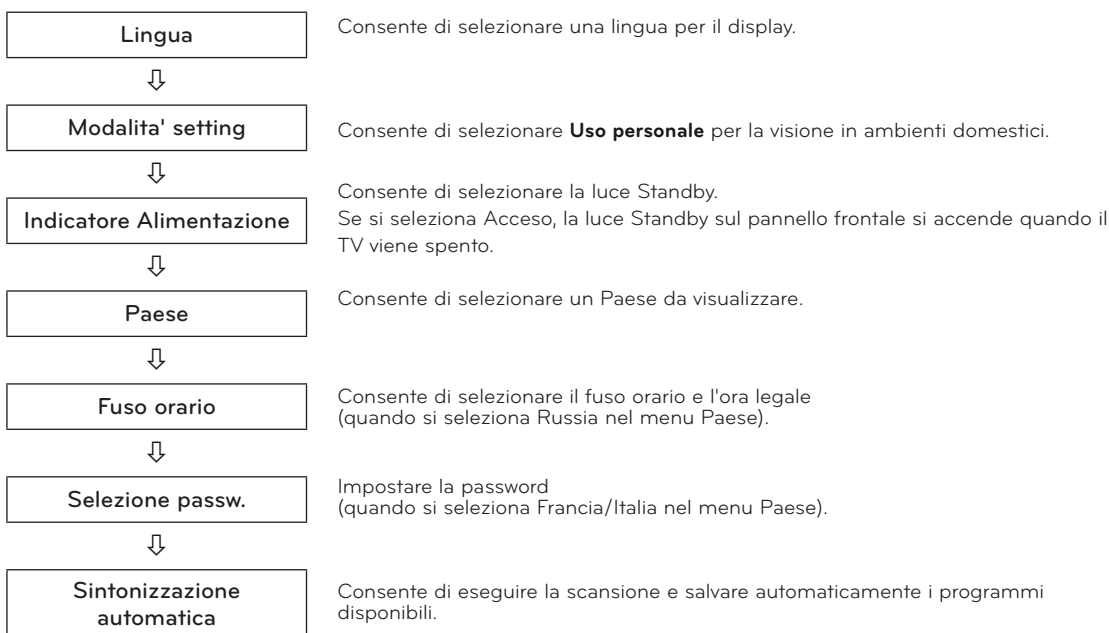 Lingua
Consente di selezionare una lingua per il display.
Modalita' setting
Consente di selezionare Uso personale per la visione in ambienti domestici.
Indicatore Alimentazione
Consente di selezionare la luce Standby.
Se si seleziona Acceso, la luce Standby sul pannello frontale si accende quando il
TV viene spento.
Paese
Consente di selezionare un Paese da visualizzare.
Fuso orario
Consente di selezionare il fuso orario e l'ora legale
(quando si seleziona Russia nel menu Paese).
Selezione passw.
Impostare la password
(quando si seleziona Francia/Italia nel menu Paese).
Sintonizzazione
automatica
Consente di eseguire la scansione e salvare automaticamente i programmi
disponibili.